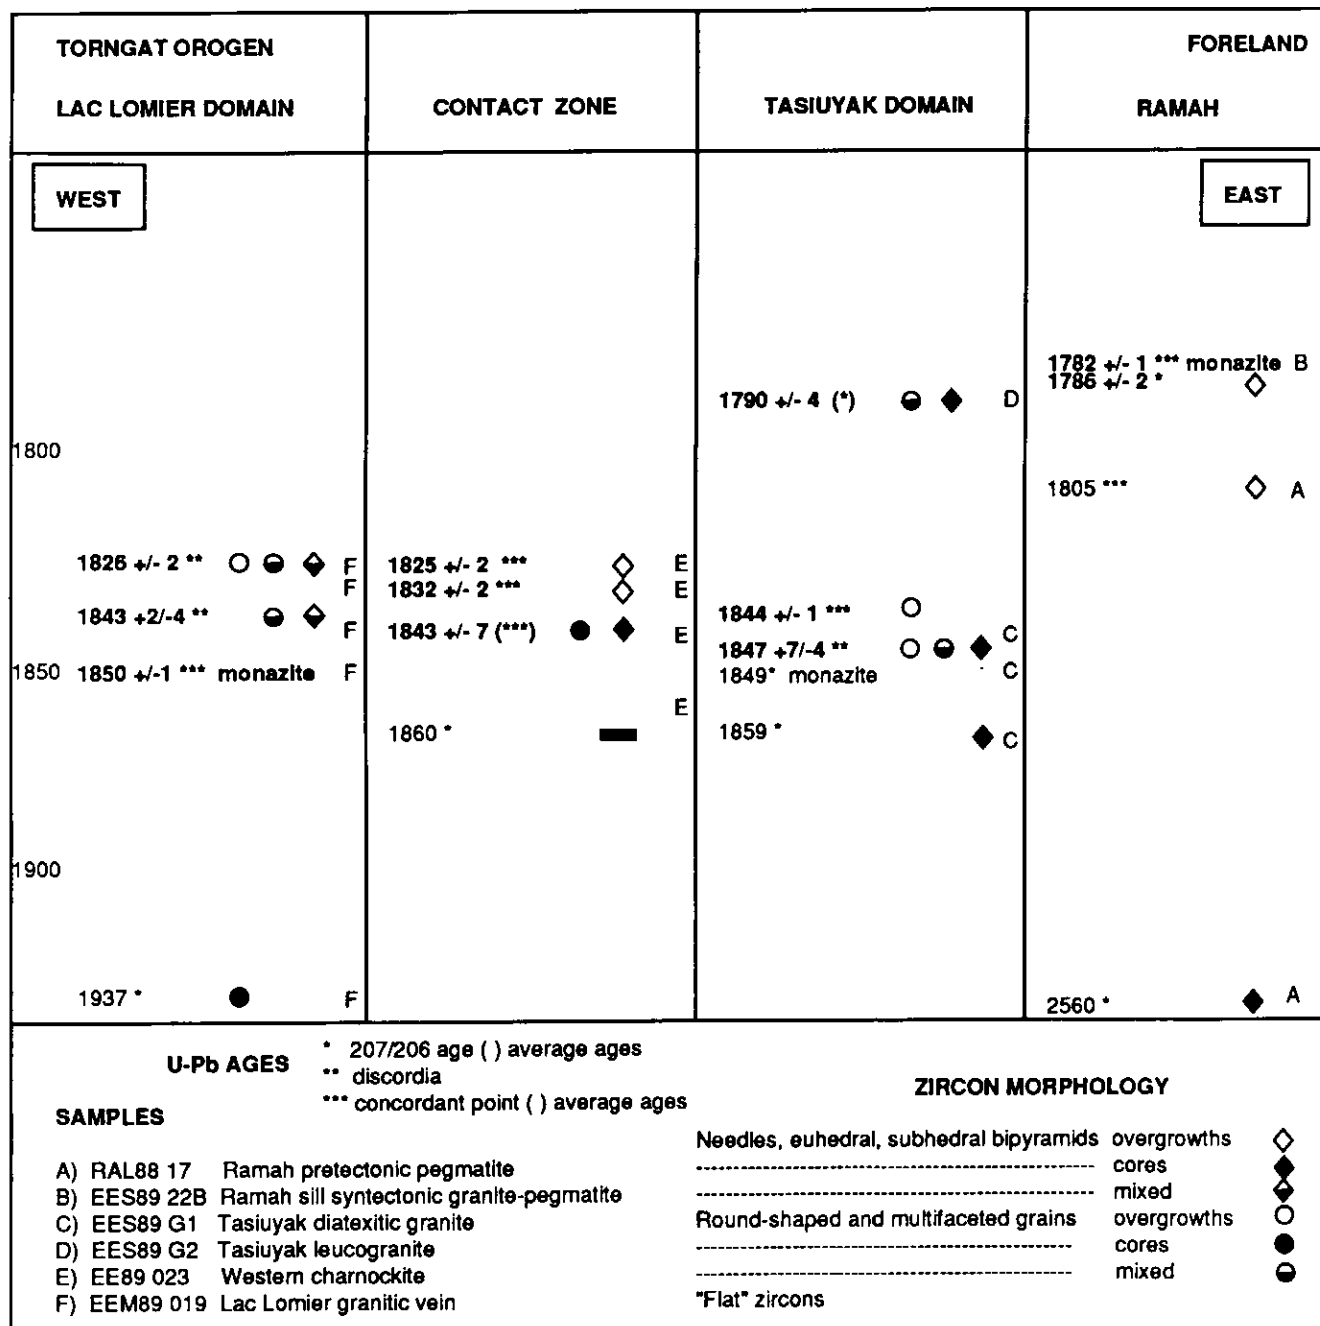 TORNGAT OROGEN
LAC LOMIER DOMAIN
CONTACT ZONE
TASIUYAK DOMAIN
FORELAND
RAMAH
WEST
EAST
1782 +/- 1 *** monazite B
1786 +/- 2 *
1790 +/- 4 (*) D
1800
1805 *** A
1826 +/- 2 ** F
F
1843 +2/-4 ** F
1850
1850 +/-1 *** monazite F
1825 +/- 2 *** E
1832 +/- 2 *** E
1843 +/- 7 (***) E
E
1860 *
1844 +/- 1 ***
C
1847 +7/-4 **
1849* monazite C
1859 * C
1900
1937 * F
2560 * A
U-Pb AGES
* 207/206 age ( ) average ages
** discordia
*** concordant point ( ) average ages
SAMPLES
A) RAL88 17 Ramah pretectonic pegmatite
B) EES89 22B Ramah sill syntectonic granite-pegmatite
C) EES89 G1 Tasiuyak diatexitic granite
D) EES89 G2 Tasiuyak leucogranite
E) EE89 023 Western charnockite
F) EEM89 019 Lac Lomier granitic vein
ZIRCON MORPHOLOGY
Needles, euhedral, subhedral bipyramids overgrowths
cores
mixed
Round-shaped and multifaceted grains overgrowths
cores
mixed
"Flat" zircons